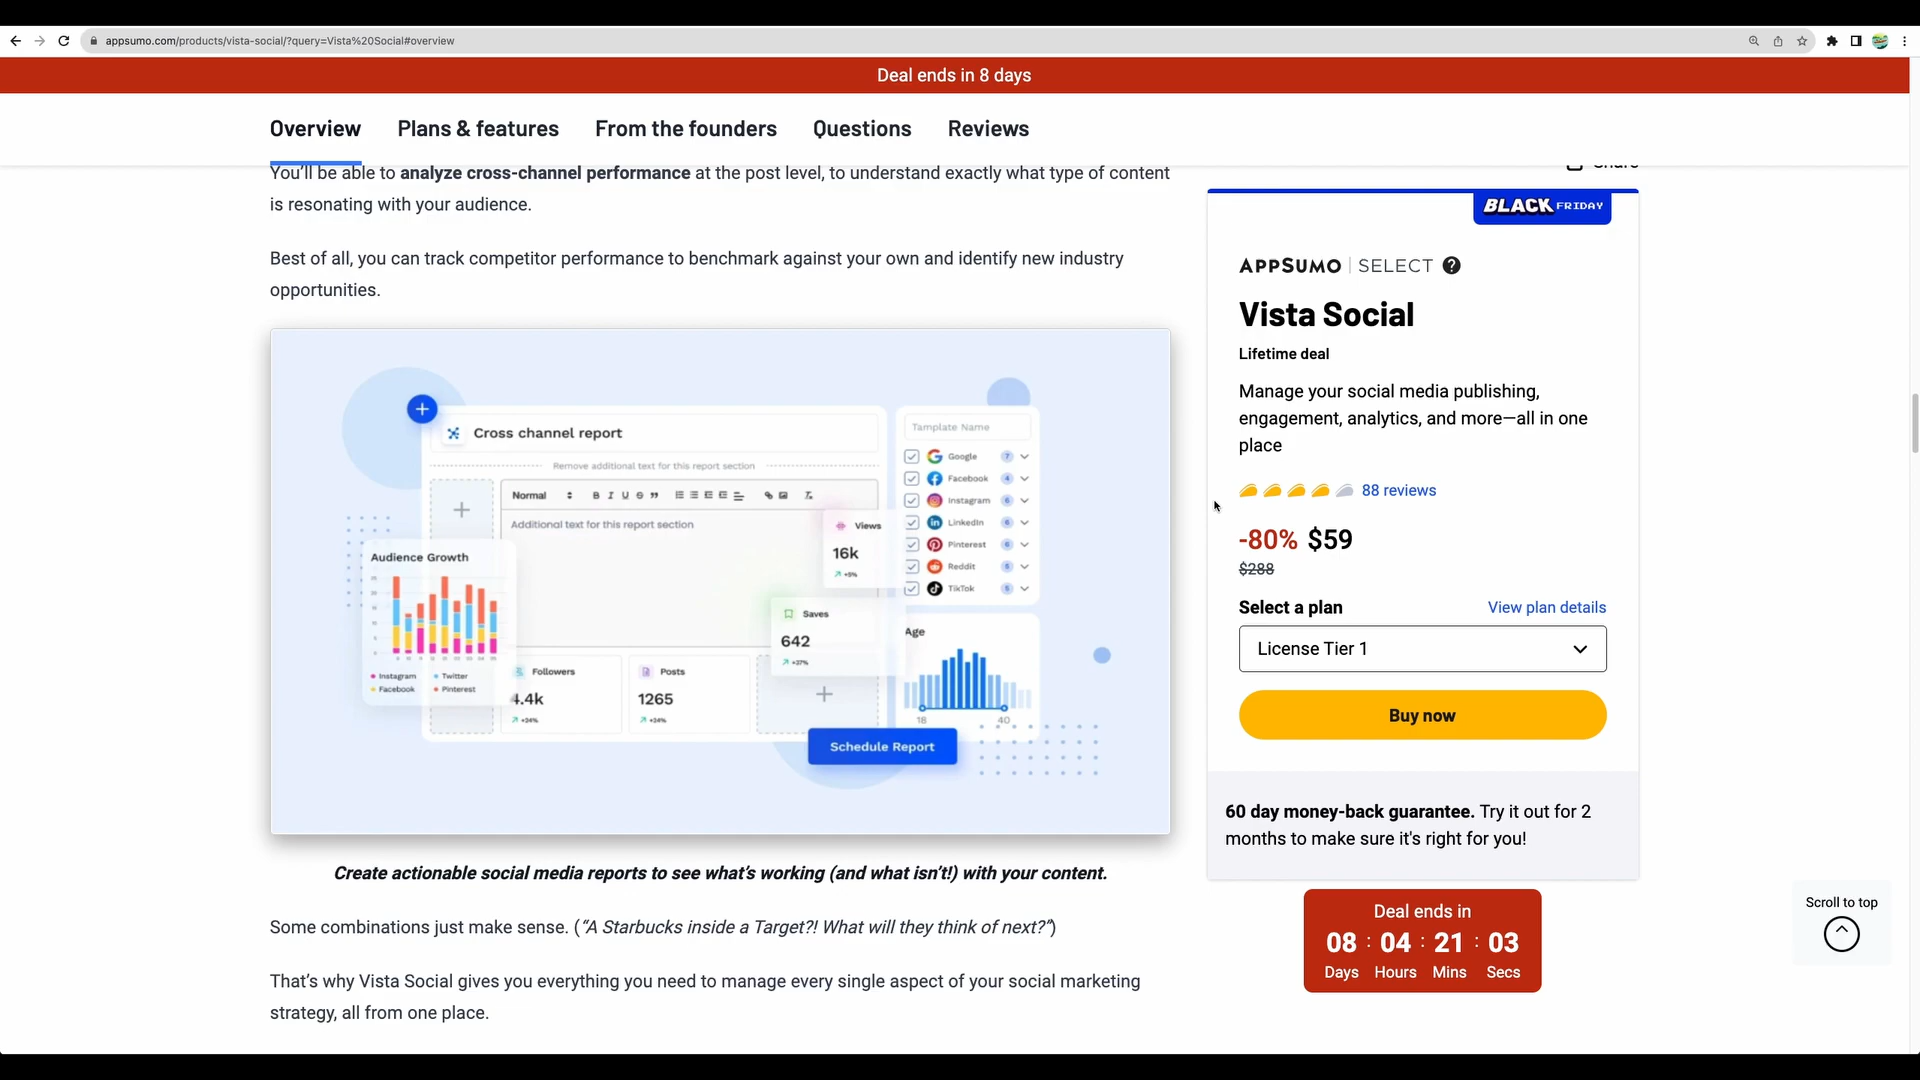 appsumo.com/products/vista-social/?query=Vista%20Social#overview
Deal ends in 8 days
Overview
Plans & features
From the founders
Questions
Reviews
You'll be able to analyze cross-channel performance at the post level, to understand exactly what type of content
is resonating with your audience.
Best of all, you can track competitor performance to benchmark against your own and identify new industry
opportunities.
Cross channel report
Remove additional text for this report section
Normal
Additional text for this report section
Audience Growth
Instagram
Twitter
Facebook
Pinterest
Followers
4.4k
+24%
Posts
1265
+24%
Views
16k
+5%
Saves
642
+27%
Tamplate Name
Google
7
Facebook
4
Instagram
6
LinkedIn
6
Pinterest
6
Reddit
TikTok
Age
18
40
Schedule Report
Create actionable social media reports to see what's working (and what isn't!) with your content.
Some combinations just make sense. ("A Starbucks inside a Target?! What will they think of next?")
That's why Vista Social gives you everything you need to manage every single aspect of your social marketing
strategy, all from one place.
Share
BLACK FRIDAY
APPSUMO | SELECT ?
Vista Social
Lifetime deal
Manage your social media publishing,
engagement, analytics, and more—all in one
place
88 reviews
-80% $59
$288
Select a plan
View plan details
License Tier 1
Buy now
60 day money-back guarantee. Try it out for 2
months to make sure it's right for you!
Deal ends in
08 : 04 : 21 : 03
Days Hours Mins Secs
Scroll to top